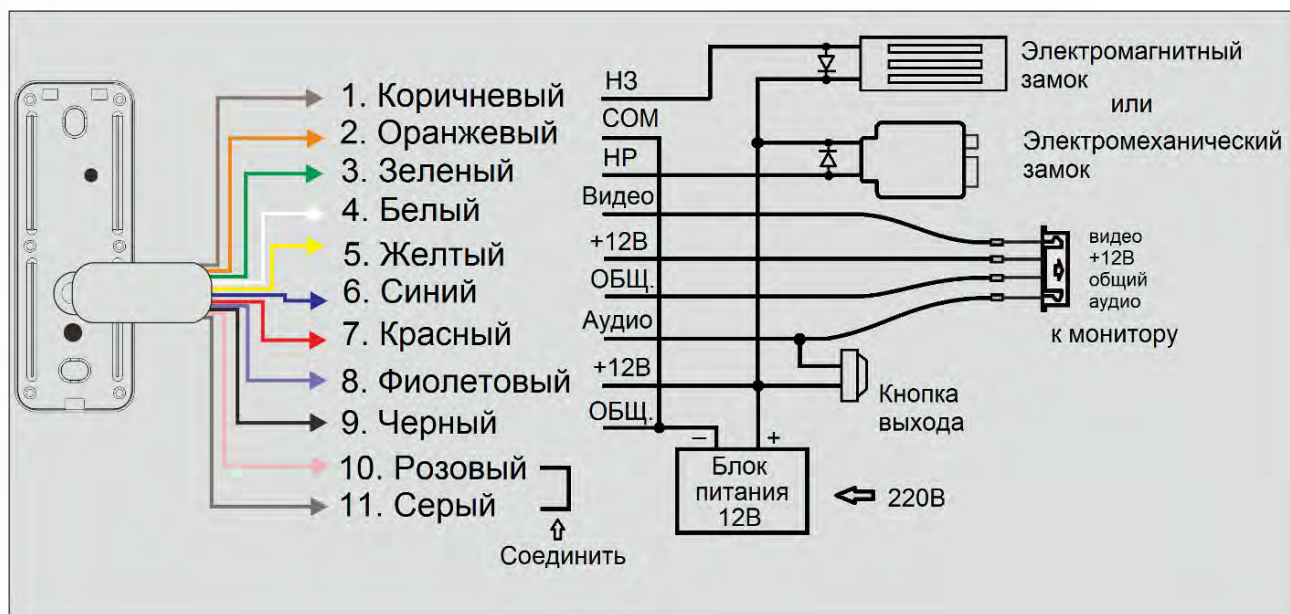 1. Коричневый
2. Оранжевый
3. Зеленый
4. Белый
5. Желтый
6. Синий
7. Красный
8. Фиолетовый
9. Черный
10. Розовый
11. Серый
Соединить
НЗ
COM
НР
Видео
+12В
ОБЩ.
Аудио
+12В
ОБЩ.
Электромагнитный
замок
или
Электромеханический
замок
видео
+12В
общий
аудио
к монитору
Кнопка
выхода
– +
Блок
питания
12В
220В